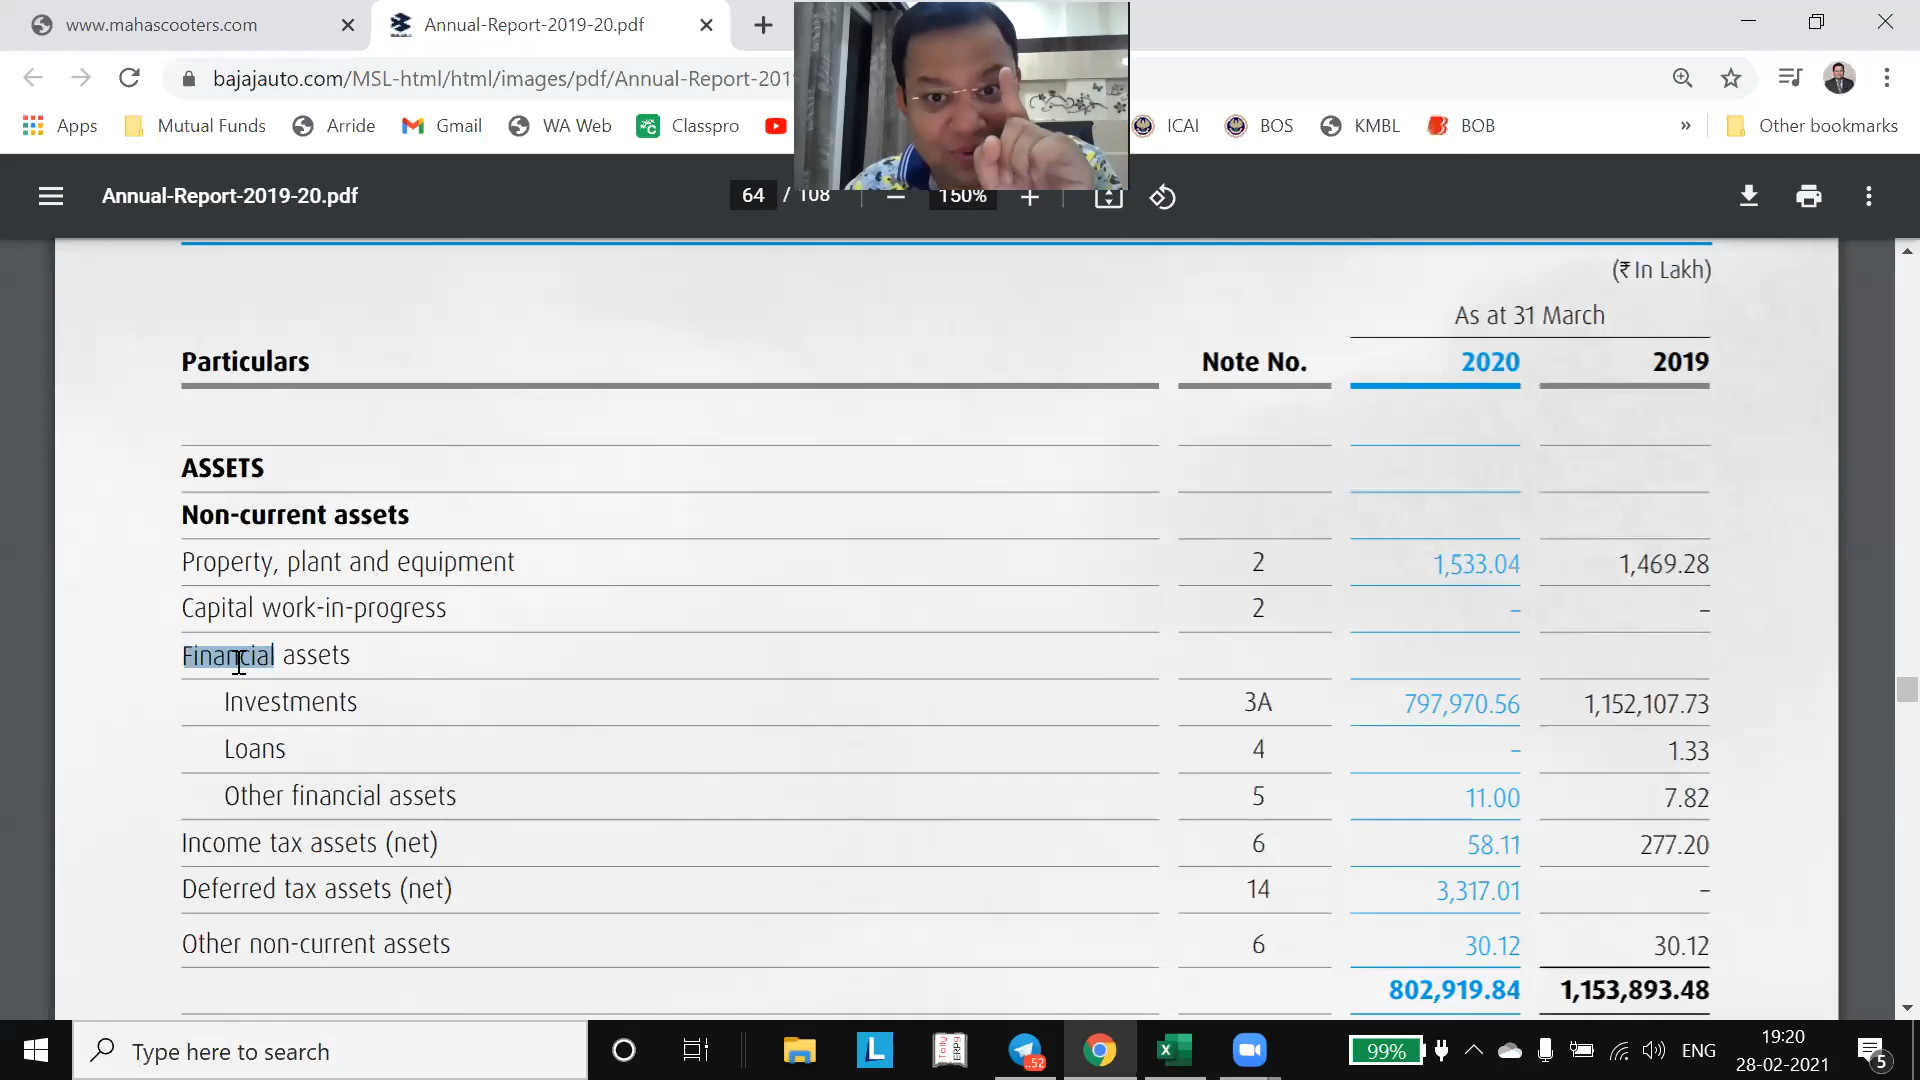 www.mahascooters.com
Annual-Report-2019-20.pdf
bajajauto.com/MSL-html/html/images/pdf/Annual-Report-201
Apps Mutual Funds Arride Gmail WA Web Classpro ICAI BOS KMBL BOB » Other bookmarks
Annual-Report-2019-20.pdf 64 / 108 150%
(₹ In Lakh)
As at 31 March
Particulars Note No. 2020 2019
ASSETS
Non-current assets
Property, plant and equipment 2 1,533.04 1,469.28
Capital work-in-progress 2 – –
Financial assets
Investments 3A 797,970.56 1,152,107.73
Loans 4 – 1.33
Other financial assets 5 11.00 7.82
Income tax assets (net) 6 58.11 277.20
Deferred tax assets (net) 14 3,317.01 –
Other non-current assets 6 30.12 30.12
802,919.84 1,153,893.48
Type here to search
L
Tally
ERP9
..52
99%
ENG
19:20
28-02-2021
5